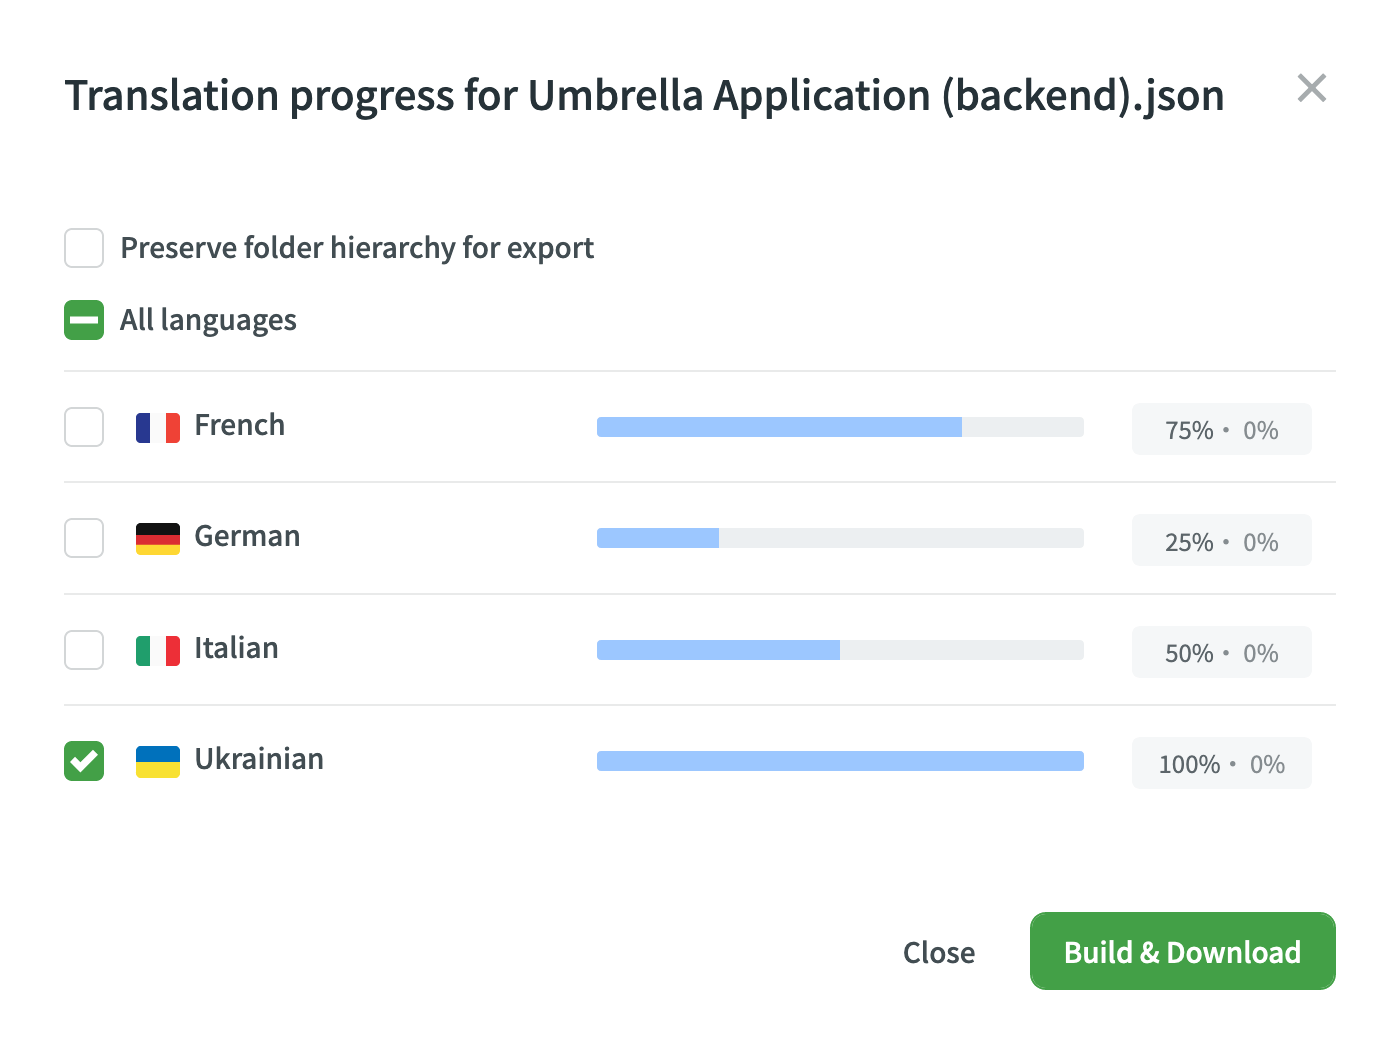 Translation progress for Umbrella Application (backend).json
Preserve folder hierarchy for export
All languages
French 75% • 0%
German 25% • 0%
Italian 50% • 0%
Ukrainian 100% • 0%
Close Build & Download